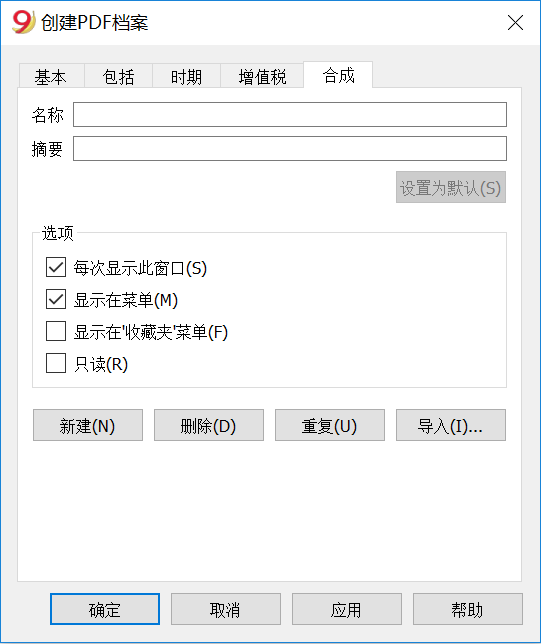 创建PDF档案
基本 包括 时期 增值税 合成
名称
摘要
设置为默认(S)
选项
每次显示此窗口(S)
显示在菜单(M)
显示在'收藏夹'菜单(F)
只读(R)
新建(N) 删除(D) 重复(U) 导入(I)...
确定 取消 应用 帮助